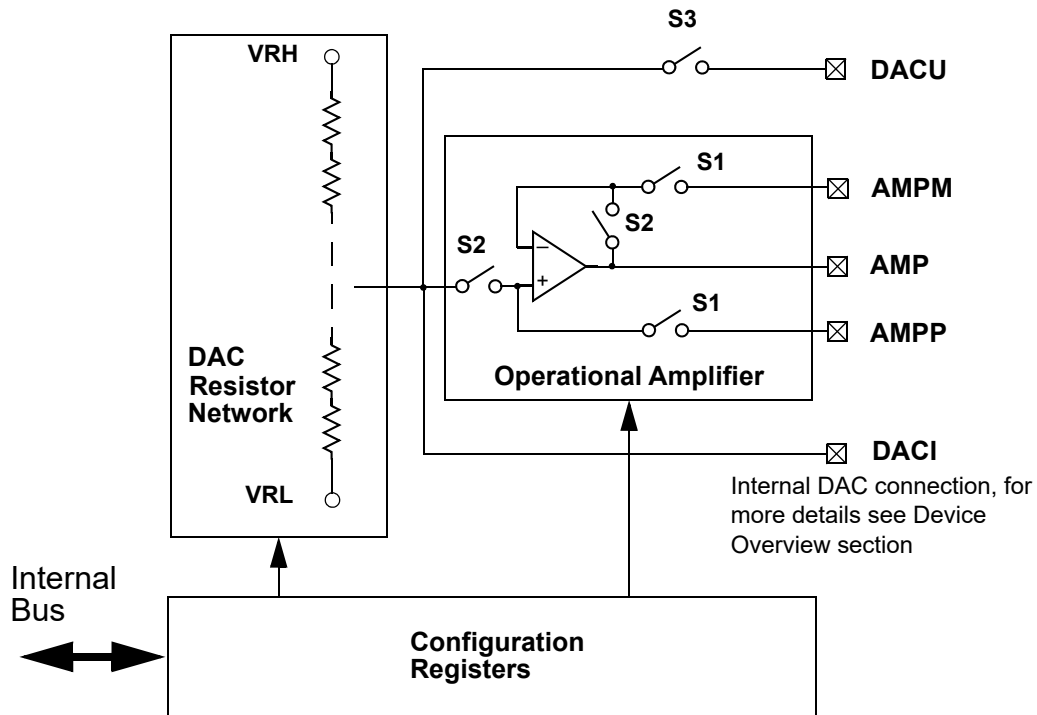 S3
VRH
DACU
S1
AMPM
S2
S2
−
AMP
+
S1
AMPP
DAC
Resistor
Network
Operational Amplifier
DACI
VRL
Internal DAC connection, for
more details see Device
Overview section
Internal
Bus
Configuration
Registers